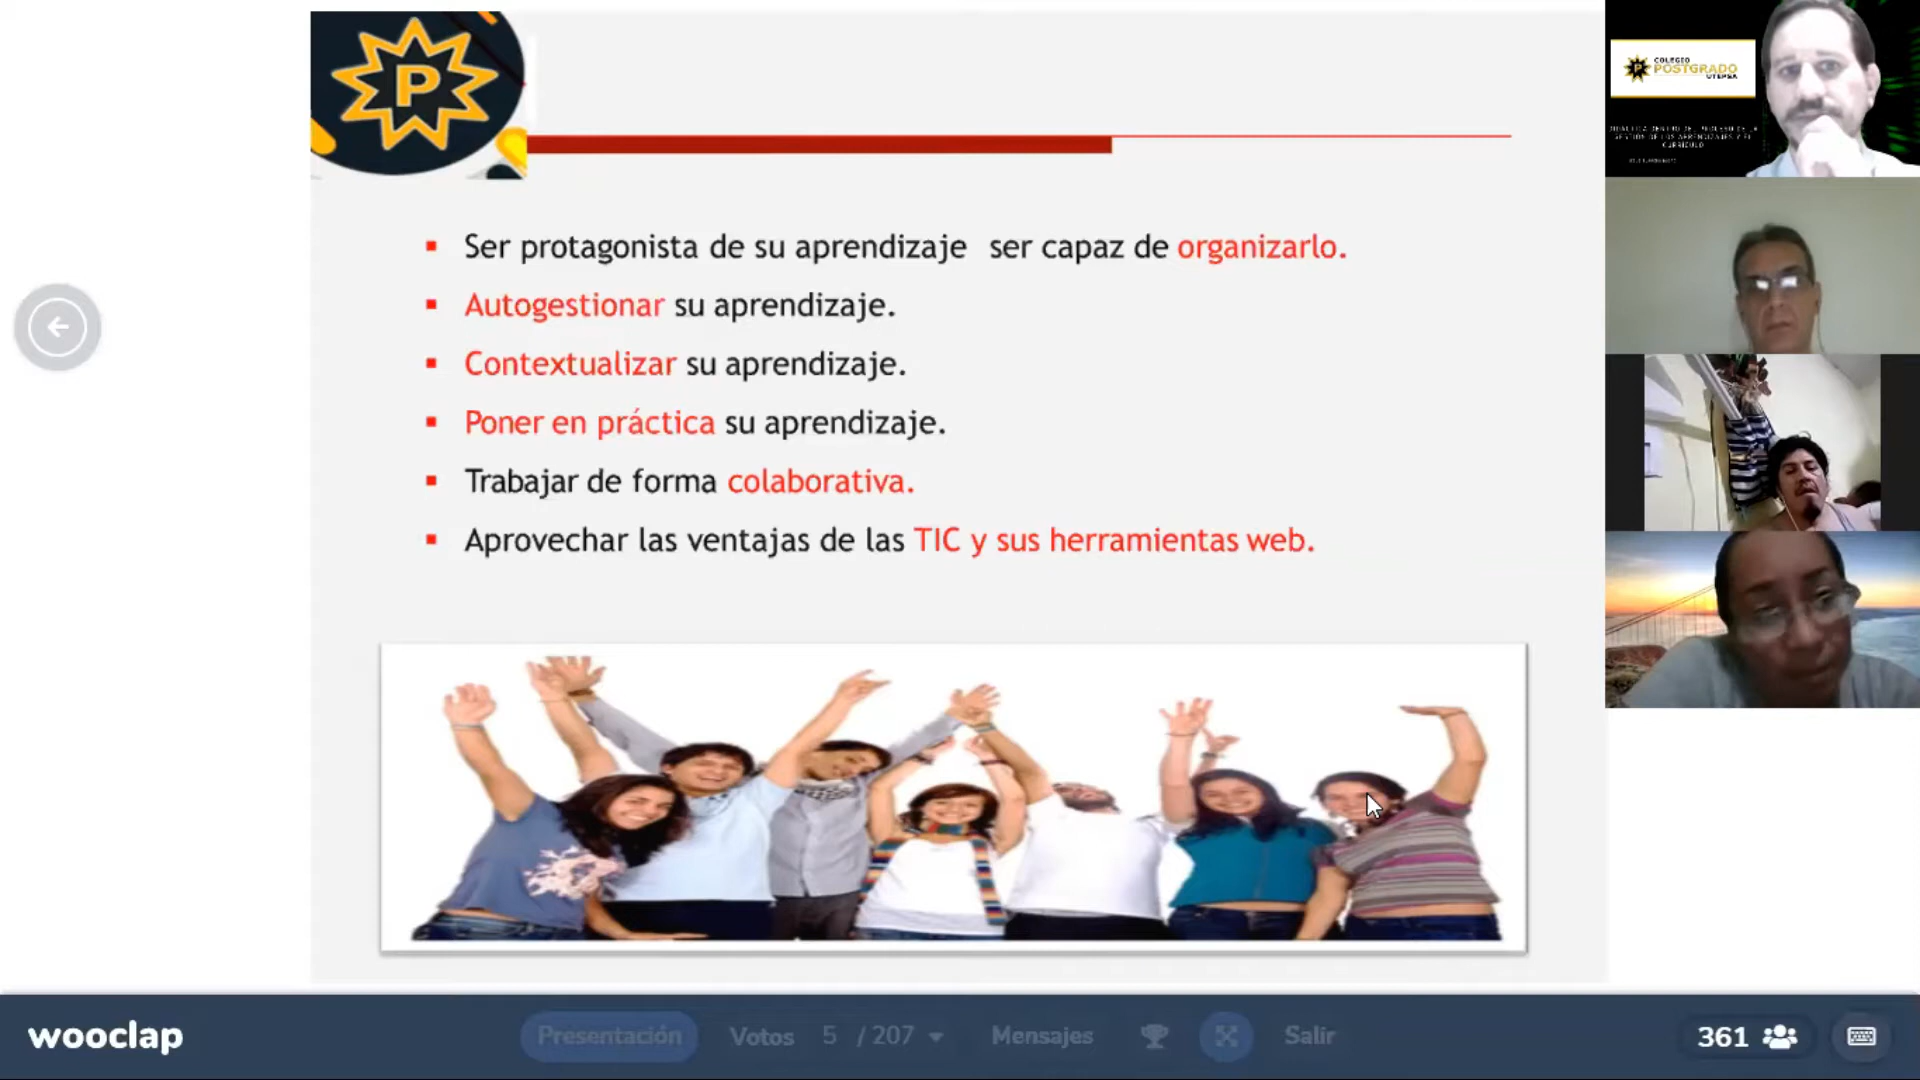 P
Ser protagonista de su aprendizaje ser capaz de organizarlo.
Autogestionar su aprendizaje.
Contextualizar su aprendizaje.
Poner en práctica su aprendizaje.
Trabajar de forma colaborativa.
Aprovechar las ventajas de las TIC y sus herramientas web.
COLEGIO
POSTGRADO
UTEPSA
CURRÍCULO
wooclap
Presentación
Votos
5 / 207
Mensajes
Salir
361